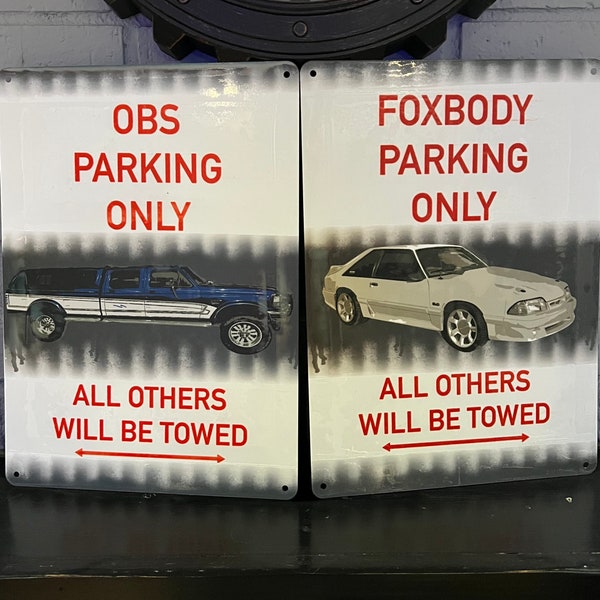 OBS
PARKING
ONLY
ALL OTHERS
WILL BE TOWED
FOXBODY
PARKING
ONLY
ALL OTHERS
WILL BE TOWED